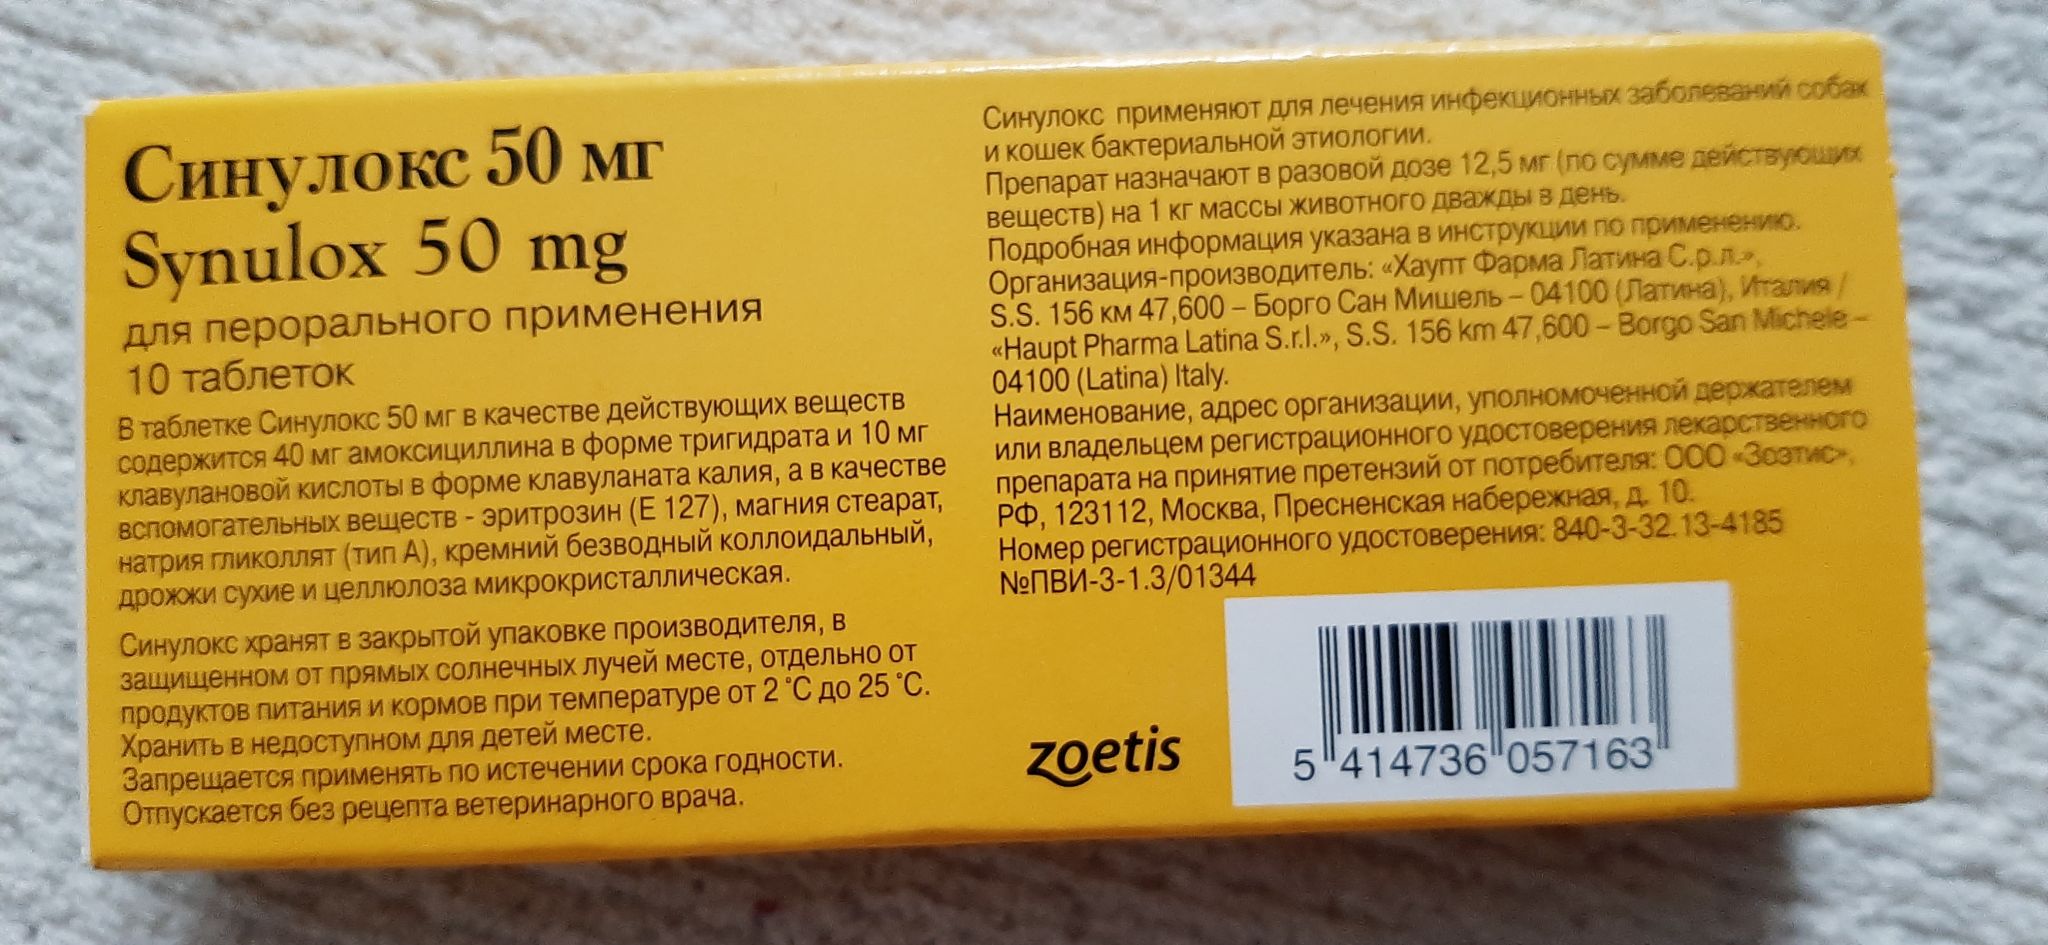 Синулокс 50 мг
Synulox 50 mg
для перорального применения
10 таблеток
В таблетке Синулокс 50 мг в качестве действующих веществ
содержится 40 мг амоксициллина в форме тригидрата и 10 мг
клавулановой кислоты в форме клавуланата калия, а в качестве
вспомогательных веществ - эритрозин (Е 127), магния стеарат,
натрия гликоллят (тип А), кремний безводный коллоидальный,
дрожжи сухие и целлюлоза микрокристаллическая.
Синулокс хранят в закрытой упаковке производителя, в
защищенном от прямых солнечных лучей месте, отдельно от
продуктов питания и кормов при температуре от 2 °С до 25 °С.
Хранить в недоступном для детей месте.
Запрещается применять по истечении срока годности.
Отпускается без рецепта ветеринарного врача.
Синулокс применяют для лечения инфекционных заболеваний собак
и кошек бактериальной этиологии.
Препарат назначают в разовой дозе 12,5 мг (по сумме действующих
веществ) на 1 кг массы животного дважды в день.
Подробная информация указана в инструкции по применению.
Организация-производитель: «Хаупт Фарма Латина С.р.л.»,
S.S. 156 км 47,600 – Борго Сан Мишель – 04100 (Латина), Италия /
«Haupt Pharma Latina S.r.l.», S.S. 156 km 47,600 – Borgo San Michele –
04100 (Latina) Italy.
Наименование, адрес организации, уполномоченной держателем
или владельцем регистрационного удостоверения лекарственного
препарата на принятие претензий от потребителя: ООО «Зоэтис»,
РФ, 123112, Москва, Пресненская набережная, д. 10.
Номер регистрационного удостоверения: 840-3-32.13-4185
№ПВИ-3-1.3/01344
zoetis
5 414736 057163